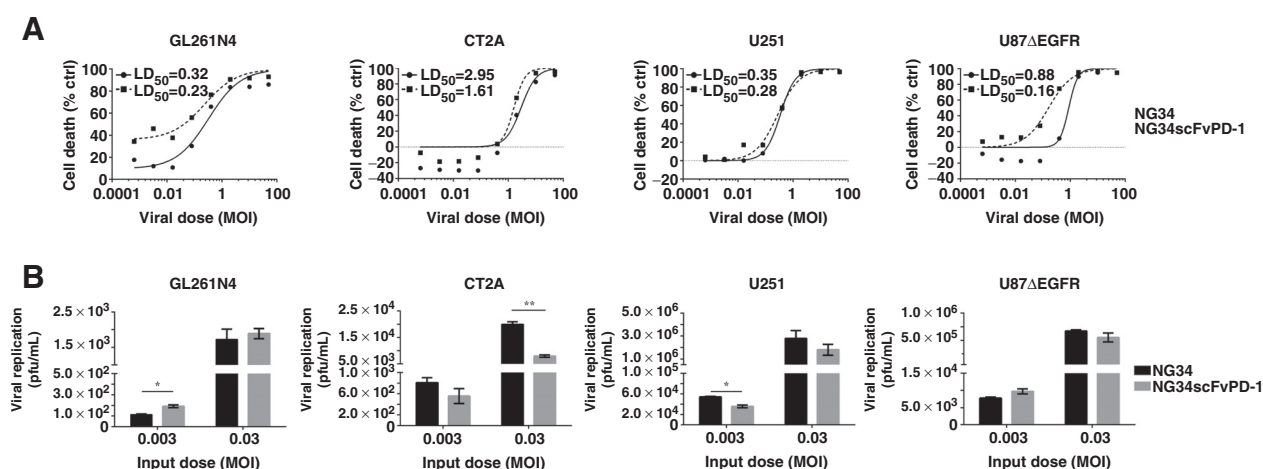 A
GL261N4
Cell death (% ctrl)
100
80
60
40
20
0
LD50=0.32
LD50=0.23
0.0001
0.01
1
100
Viral dose (MOI)
CT2A
Cell death (% ctrl)
100
80
60
40
20
0
−20
−40
LD50=2.95
LD50=1.61
0.0001
0.01
1
100
Viral dose (MOI)
U251
Cell death (% ctrl)
100
80
60
40
20
0
−20
LD50=0.35
LD50=0.28
0.0001
0.01
1
100
Viral dose (MOI)
U87ΔEGFR
Cell death (% ctrl)
100
80
60
40
20
0
−20
−40
LD50=0.88
LD50=0.16
0.0001
0.01
1
100
Viral dose (MOI)
NG34
NG34scFvPD-1
B
GL261N4
Viral replication
(pfu/mL)
2.5 × 10³
1.5 × 10³
5.0 × 10²
3.0 × 10²
1.0 × 10²
0
*
0.003
0.03
Input dose (MOI)
CT2A
Viral replication
(pfu/mL)
2.5 × 10⁴
1.5 × 10⁴
5.0 × 10³
1.0 × 10³
8.0 × 10²
6.0 × 10²
2.0 × 10²
0
**
0.003
0.03
Input dose (MOI)
U251
Viral replication
(pfu/mL)
5.0 × 10⁶
3.0 × 10⁶
1.0 × 10⁶
1.0 × 10⁵
6.0 × 10⁴
2.0 × 10⁴
0
*
0.003
0.03
Input dose (MOI)
U87ΔEGFR
Viral replication
(pfu/mL)
1.0 × 10⁶
5.0 × 10⁵
1.5 × 10⁴
5.0 × 10³
0
0.003
0.03
Input dose (MOI)
NG34
NG34scFvPD-1